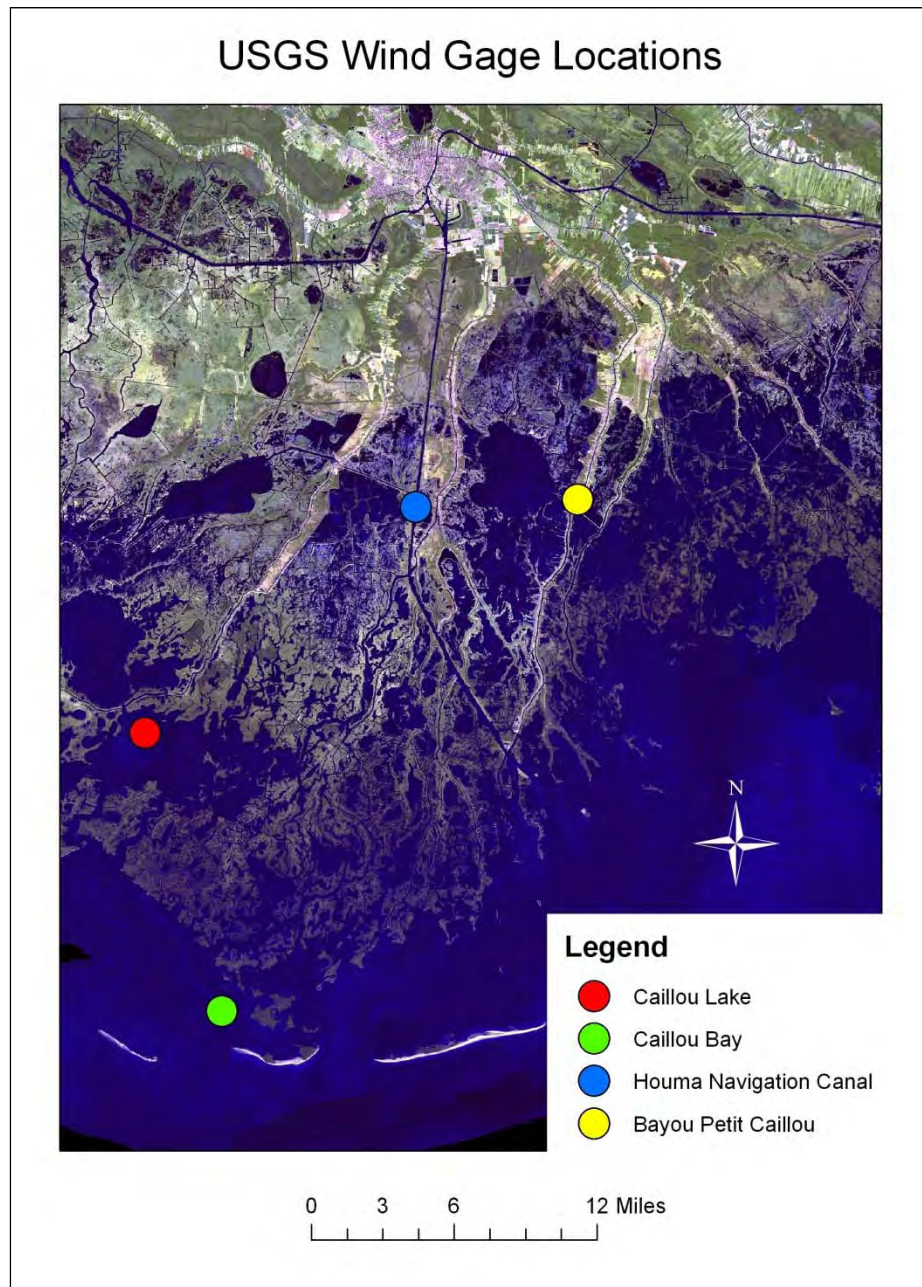 USGS Wind Gage Locations
N
Legend
Caillou Lake
Caillou Bay
Houma Navigation Canal
Bayou Petit Caillou
0 3 6 12 Miles